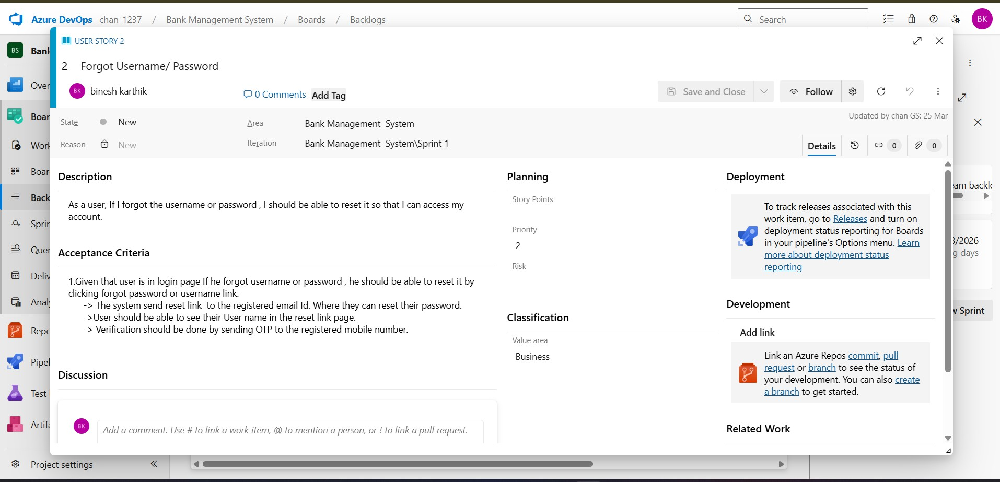 Azure DevOps chan-1237 / Bank Management System / Boards / Backlogs
Search
BK
BS
Bank
USER STORY 2
2 Forgot Username/ Password
BK binesh karthik
0 Comments
Add Tag
Save and Close
Follow
Updated by chan GS: 25 Mar
State New
Reason New
Area Bank Management System
Iteration Bank Management System\Sprint 1
Details
0
0
Description
As a user, If I forgot the username or password , I should be able to reset it so that I can access my
account.
Acceptance Criteria
1.Given that user is in login page If he forgot username or password , he should be able to reset it by
clicking forgot password or username link.
-> The system send reset link to the registered email Id. Where they can reset their password.
->User should be able to see their User name in the reset link page.
-> Verification should be done by sending OTP to the registered mobile number.
Discussion
BK
Add a comment. Use # to link a work item, @ to mention a person, or ! to link a pull request.
Planning
Story Points
Priority
2
Risk
Classification
Value area
Business
Deployment
To track releases associated with this
work item, go to Releases and turn on
deployment status reporting for Boards
in your pipeline's Options menu. Learn
more about deployment status
reporting
Development
Add link
Link an Azure Repos commit, pull
request or branch to see the status of
your development. You can also create
a branch to get started.
Related Work
Over
Boar
Work
Boar
Back
Sprin
Quer
Deliv
Analy
Repo
Pipel
Test
Artifa
Project settings
eam backlo
3/2026
g days
w Sprint